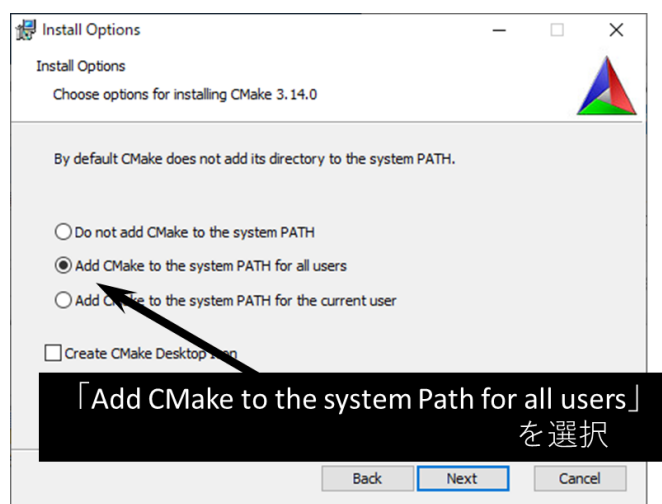 Install Options
Install Options
Choose options for installing CMake 3.14.0
By default CMake does not add its directory to the system PATH.
Do not add CMake to the system PATH
Add CMake to the system PATH for all users
Add CMake to the system PATH for the current user
Create CMake Desktop Icon
「Add CMake to the system Path for all users」
を選択
Back Next Cancel